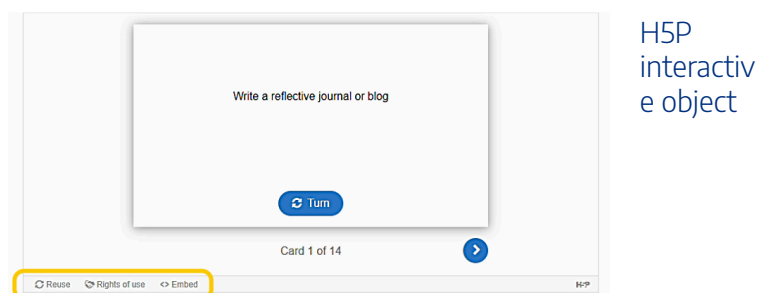 Write a reflective journal or blog
Turn
Card 1 of 14
Reuse Rights of use <> Embed
H5P
H5P
interactiv
e object